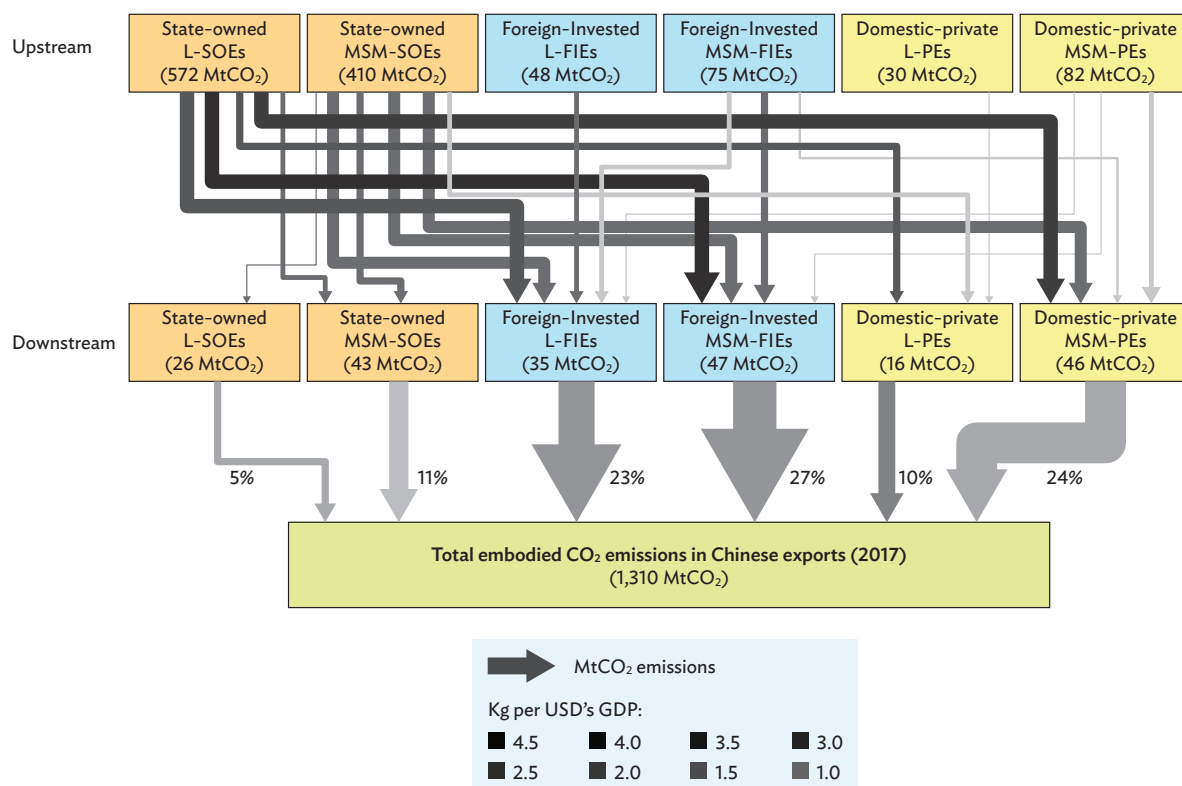 Upstream
State-owned
L-SOEs
(572 MtCO₂)
State-owned
MSM-SOEs
(410 MtCO₂)
Foreign-Invested
L-FIEs
(48 MtCO₂)
Foreign-Invested
MSM-FIEs
(75 MtCO₂)
Domestic-private
L-PEs
(30 MtCO₂)
Domestic-private
MSM-PEs
(82 MtCO₂)
Downstream
State-owned
L-SOEs
(26 MtCO₂)
State-owned
MSM-SOEs
(43 MtCO₂)
Foreign-Invested
L-FIEs
(35 MtCO₂)
Foreign-Invested
MSM-FIEs
(47 MtCO₂)
Domestic-private
L-PEs
(16 MtCO₂)
Domestic-private
MSM-PEs
(46 MtCO₂)
5%
11%
23%
27%
10%
24%
Total embodied CO₂ emissions in Chinese exports (2017)
(1,310 MtCO₂)
MtCO₂ emissions
Kg per USD's GDP:
4.5 4.0 3.5 3.0
2.5 2.0 1.5 1.0